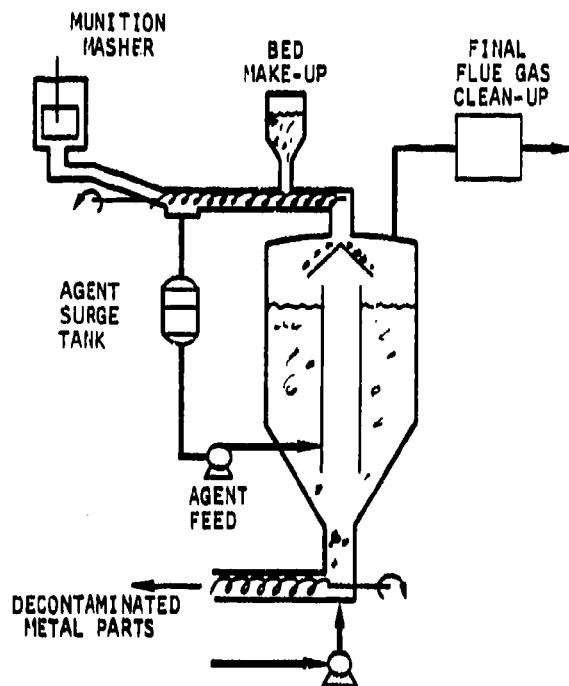 MUNITION
MASHER
BED
MAKE-UP
FINAL
FLUE GAS
CLEAN-UP
AGENT
SURGE
TANK
AGENT
FEED
DECONTAMINATED
METAL PARTS